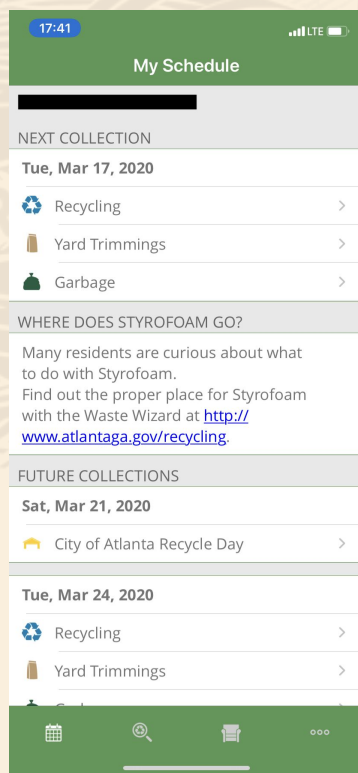 17:41
LTE
My Schedule
NEXT COLLECTION
Tue, Mar 17, 2020
Recycling
Yard Trimmings
Garbage
WHERE DOES STYROFOAM GO?
Many residents are curious about what
to do with Styrofoam.
Find out the proper place for Styrofoam
with the Waste Wizard at http://
www.atlantaga.gov/recycling.
FUTURE COLLECTIONS
Sat, Mar 21, 2020
City of Atlanta Recycle Day
Tue, Mar 24, 2020
Recycling
Yard Trimmings